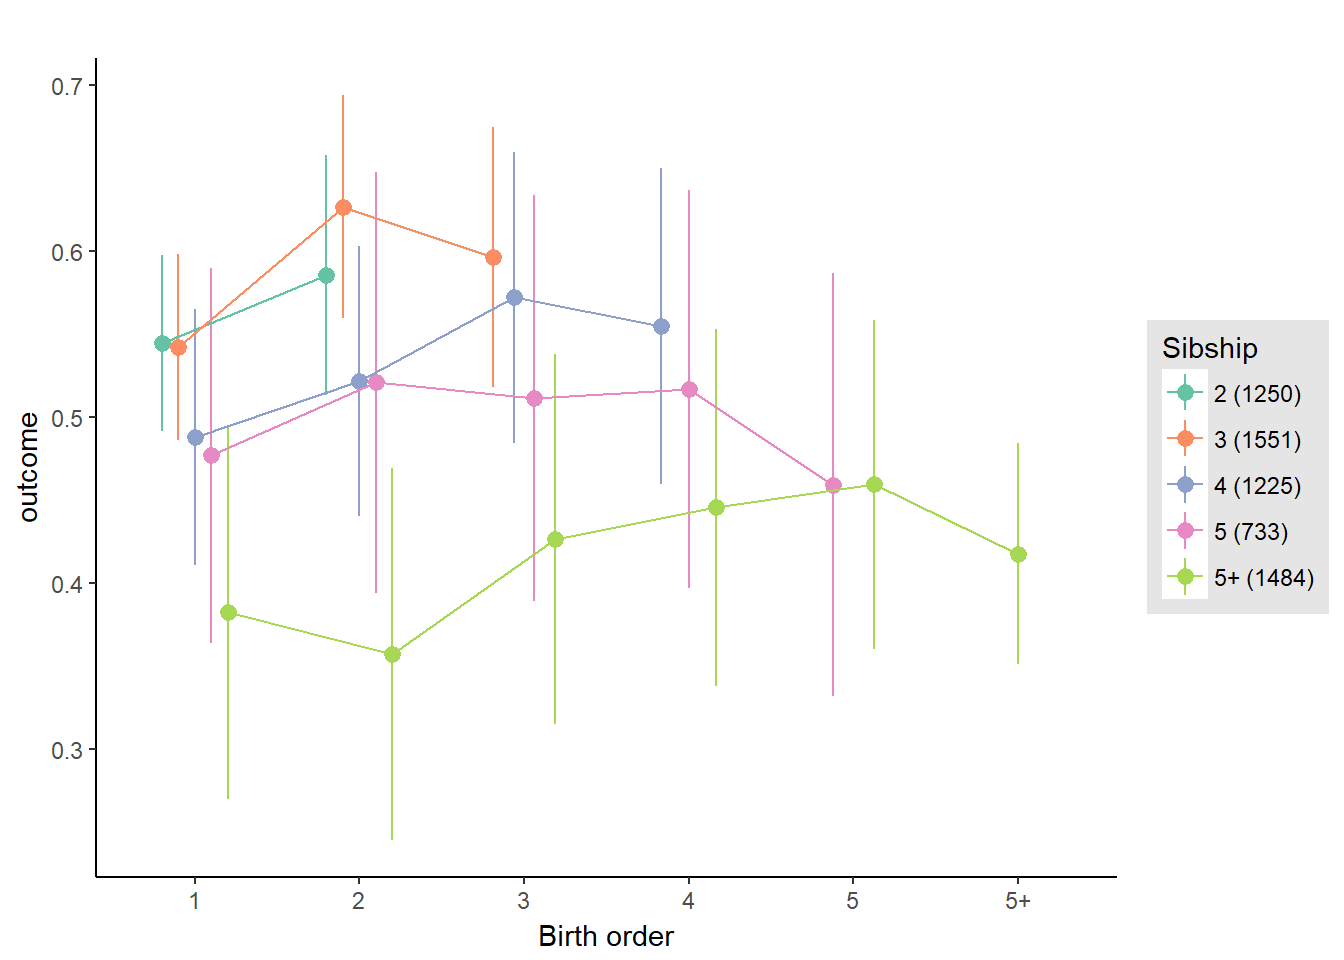 0.7
0.6
0.5
0.4
0.3
outcome
1 2 3 4 5 5+
Birth order
Sibship
2 (1250)
3 (1551)
4 (1225)
5 (733)
5+ (1484)